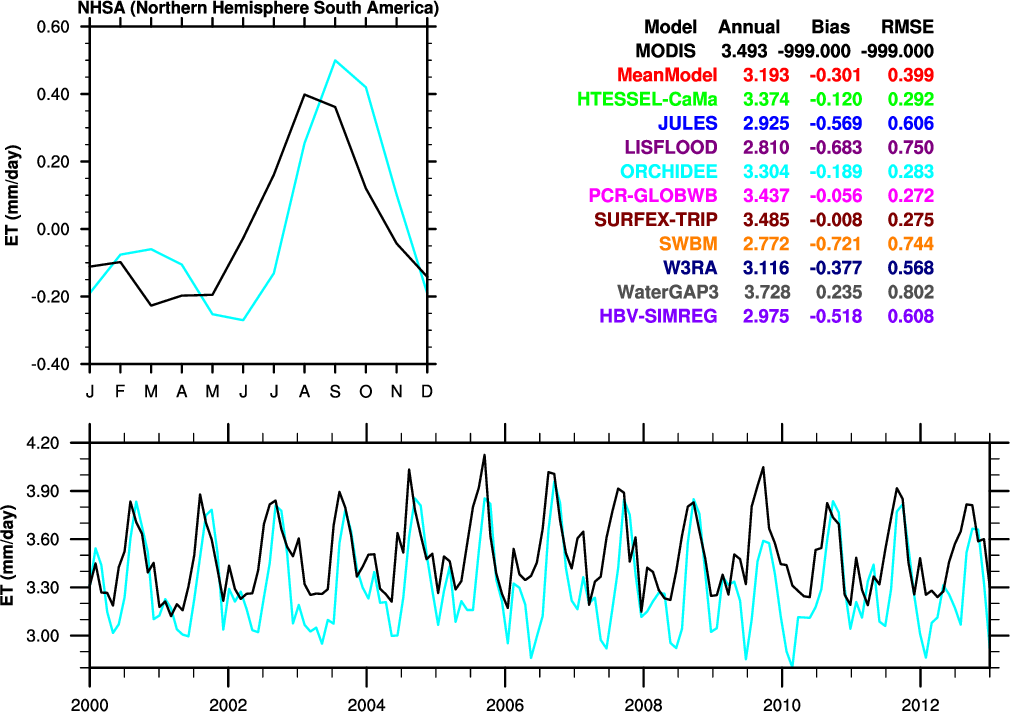 NHSA (Northern Hemisphere South America)
0.60
0.40
0.20
0.00
-0.20
-0.40
ET (mm/day)
J F M A M J J A S O N D
Model Annual Bias RMSE
MODIS 3.493 -999.000 -999.000
MeanModel 3.193 -0.301 0.399
HTESSEL-CaMa 3.374 -0.120 0.292
JULES 2.925 -0.569 0.606
LISFLOOD 2.810 -0.683 0.750
ORCHIDEE 3.304 -0.189 0.283
PCR-GLOBWB 3.437 -0.056 0.272
SURFEX-TRIP 3.485 -0.008 0.275
SWBM 2.772 -0.721 0.744
W3RA 3.116 -0.377 0.568
WaterGAP3 3.728 0.235 0.802
HBV-SIMREG 2.975 -0.518 0.608
4.20
3.90
3.60
3.30
3.00
ET (mm/day)
2000 2002 2004 2006 2008 2010 2012